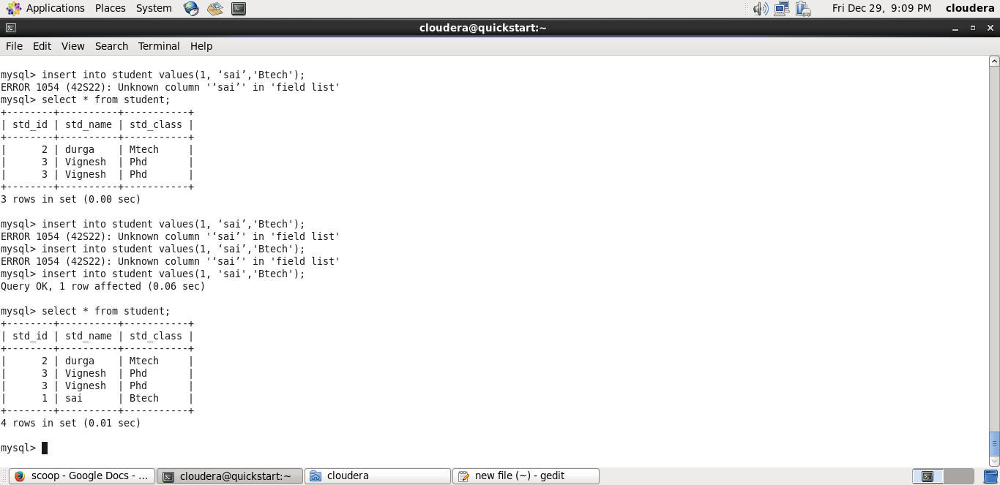 Applications Places System Fri Dec 29, 9:09 PM cloudera
cloudera@quickstart:~
File Edit View Search Terminal Help
mysql> insert into student values(1, ‘sai’,'Btech');
ERROR 1054 (42S22): Unknown column '‘sai’' in 'field list'
mysql> select * from student;
+--------+----------+-----------+
| std_id | std_name | std_class |
+--------+----------+-----------+
|      2 | durga    | Mtech     |
|      3 | Vignesh  | Phd       |
|      3 | Vignesh  | Phd       |
+--------+----------+-----------+
3 rows in set (0.00 sec)
mysql> insert into student values(1, ‘sai’,'Btech');
ERROR 1054 (42S22): Unknown column '‘sai’' in 'field list'
mysql> insert into student values(1, ‘sai’,'Btech');
ERROR 1054 (42S22): Unknown column '‘sai’' in 'field list'
mysql> insert into student values(1, 'sai','Btech');
Query OK, 1 row affected (0.06 sec)
mysql> select * from student;
+--------+----------+-----------+
| std_id | std_name | std_class |
+--------+----------+-----------+
|      2 | durga    | Mtech     |
|      3 | Vignesh  | Phd       |
|      3 | Vignesh  | Phd       |
|      1 | sai      | Btech     |
+--------+----------+-----------+
4 rows in set (0.01 sec)
mysql>
scoop - Google Docs - ... cloudera@quickstart:~ cloudera new file (~) - gedit